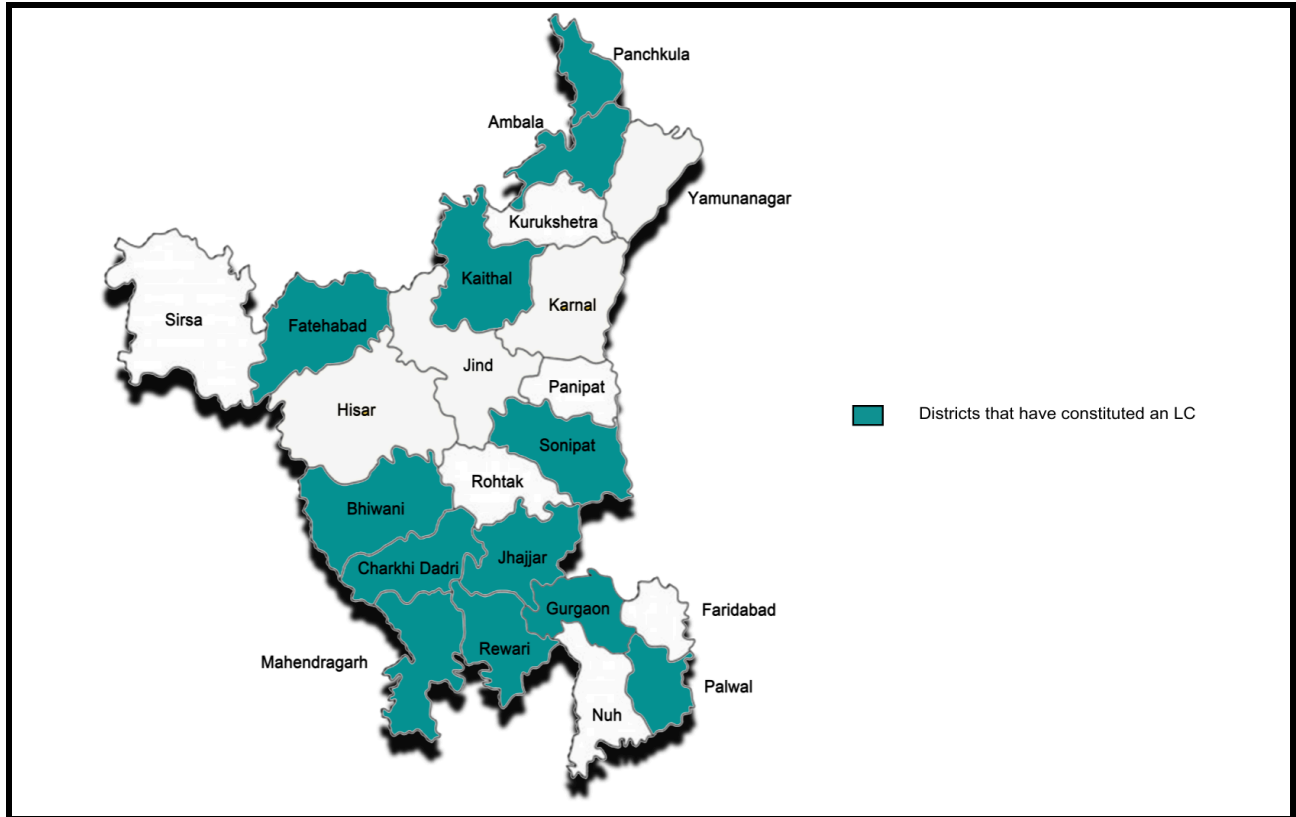 Panchkula
Ambala
Yamunanagar
Kurukshetra
Kaithal
Karnal
Sirsa
Fatehabad
Jind
Panipat
Hisar
Districts that have constituted an LC
Sonipat
Rohtak
Bhiwani
Jhajjar
Charkhi Dadri
Gurgaon
Faridabad
Rewari
Mahendragarh
Palwal
Nuh